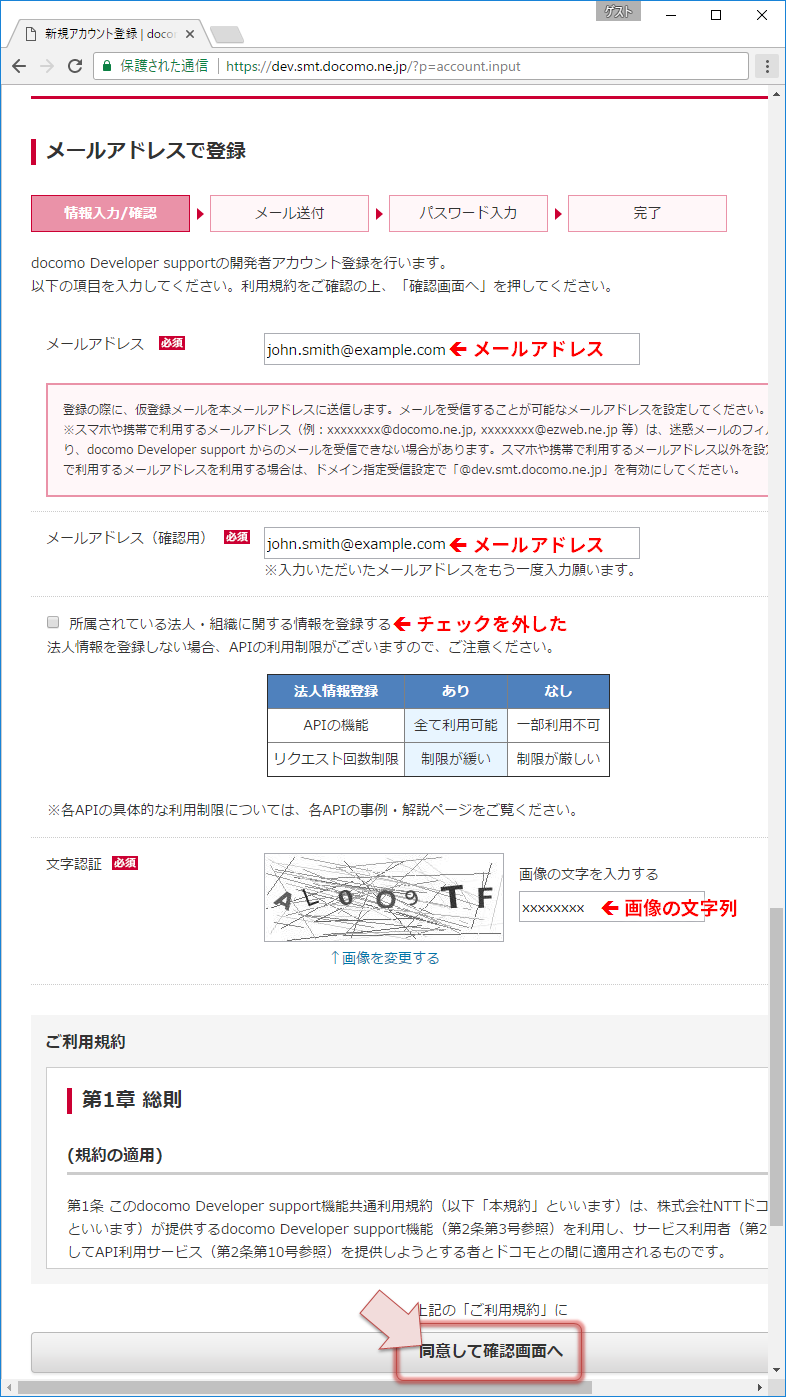 ゲスト
新規アカウント登録 | doco
保護された通信 https://dev.smt.docomo.ne.jp/?p=account.input
メールアドレスで登録
情報入力/確認 メール送付 パスワード入力 完了
docomo Developer supportの開発者アカウント登録を行います。
以下の項目を入力してください。利用規約をご確認の上、「確認画面へ」を押してください。
メールアドレス 必須 john.smith@example.com ← メールアドレス
登録の際に、仮登録メールを本メールアドレスに送信します。メールを受信することが可能なメールアドレスを設定してください。
※スマホや携帯で利用するメールアドレス（例：xxxxxxxx@docomo.ne.jp, xxxxxxxx@ezweb.ne.jp 等）は、迷惑メールのフィル
り、docomo Developer support からのメールを受信できない場合があります。スマホや携帯で利用するメールアドレス以外を設定
で利用するメールアドレスを利用する場合は、ドメイン指定受信設定で「@dev.smt.docomo.ne.jp」を有効にしてください。
メールアドレス（確認用） 必須 john.smith@example.com ← メールアドレス
※入力いただいたメールアドレスをもう一度入力願います。
所属されている法人・組織に関する情報を登録する ← チェックを外した
法人情報を登録しない場合、APIの利用制限がございますので、ご注意ください。
法人情報登録 あり なし
APIの機能 全て利用可能 一部利用不可
リクエスト回数制限 制限が緩い 制限が厳しい
※各APIの具体的な利用制限については、各APIの事例・解説ページをご覧ください。
文字認証 必須
画像の文字を入力する
xxxxxxxx ← 画像の文字列
↑画像を変更する
ご利用規約
第1章 総則
(規約の適用)
第1条 このdocomo Developer support機能共通利用規約（以下「本規約」といいます）は、株式会社NTTドコ
といいます）が提供するdocomo Developer support機能（第2条第3号参照）を利用し、サービス利用者（第2
してAPI利用サービス（第2条第10号参照）を提供しようとする者とドコモとの間に適用されるものです。
上記の「ご利用規約」に
同意して確認画面へ